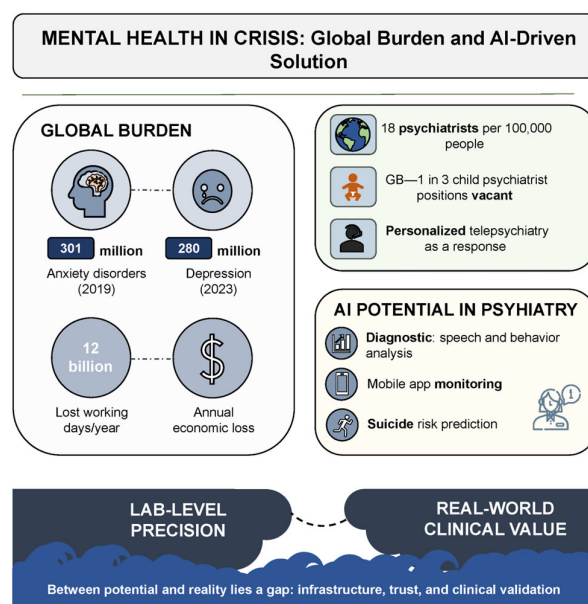 MENTAL HEALTH IN CRISIS: Global Burden and AI-Driven
Solution
GLOBAL BURDEN
301 million
Anxiety disorders
(2019)
280 million
Depression
(2023)
12
billion
Lost working
days/year
$
Annual
economic loss
18 psychiatrists per 100,000
people
GB—1 in 3 child psychiatrist
positions vacant
Personalized telepsychiatry
as a response
AI POTENTIAL IN PSYCHIATRY
Diagnostic: speech and behavior
analysis
Mobile app monitoring
Suicide risk prediction
1
LAB-LEVEL
PRECISION
REAL-WORLD
CLINICAL VALUE
Between potential and reality lies a gap: infrastructure, trust, and clinical validation